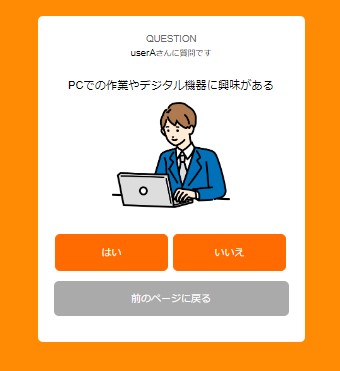 QUESTION
userAさんに質問です
PCでの作業やデジタル機器に興味がある
はい
いいえ
前のページに戻る